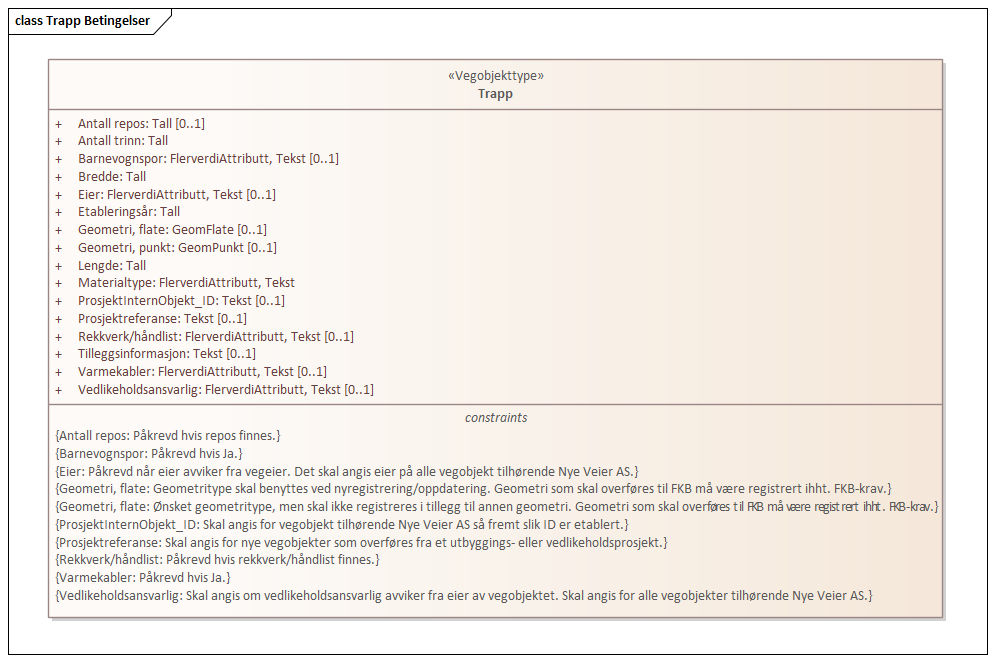 class Trapp Betingelser
«Vegobjekttype»
Trapp
+ Antall repos: Tall [0..1]
+ Antall trinn: Tall
+ Barnevognspor: FlerverdiAttributt, Tekst [0..1]
+ Bredde: Tall
+ Eier: FlerverdiAttributt, Tekst [0..1]
+ Etableringsår: Tall
+ Geometri, flate: GeomFlate [0..1]
+ Geometri, punkt: GeomPunkt [0..1]
+ Lengde: Tall
+ Materialtype: FlerverdiAttributt, Tekst
+ ProsjektInternObjekt_ID: Tekst [0..1]
+ Prosjektreferanse: Tekst [0..1]
+ Rekkverk/håndlist: FlerverdiAttributt, Tekst [0..1]
+ Tilleggsinformasjon: Tekst [0..1]
+ Varmekabler: FlerverdiAttributt, Tekst [0..1]
+ Vedlikeholdsansvarlig: FlerverdiAttributt, Tekst [0..1]
constraints
{Antall repos: Påkrevd hvis repos finnes.}
{Barnevognspor: Påkrevd hvis Ja.}
{Eier: Påkrevd når eier avviker fra vegeier. Det skal angis eier på alle vegobjekt tilhørende Nye Veier AS.}
{Geometri, flate: Geometritype skal benyttes ved nyregistrering/oppdatering. Geometri som skal overføres til FKB må være registrert ihht. FKB-krav.}
{Geometri, flate: Ønsket geometritype, men skal ikke registreres i tillegg til annen geometri. Geometri som skal overføres til FKB må være registrert ihht. FKB-krav.}
{ProsjektInternObjekt_ID: Skal angis for vegobjekt tilhørende Nye Veier AS så fremt slik ID er etablert.}
{Prosjektreferanse: Skal angis for nye vegobjekter som overføres fra et utbyggings- eller vedlikeholdsprosjekt.}
{Rekkverk/håndlist: Påkrevd hvis rekkverk/håndlist finnes.}
{Varmekabler: Påkrevd hvis Ja.}
{Vedlikeholdsansvarlig: Skal angis om vedlikeholdsansvarlig avviker fra eier av vegobjektet. Skal angis for alle vegobjekter tilhørende Nye Veier AS.}